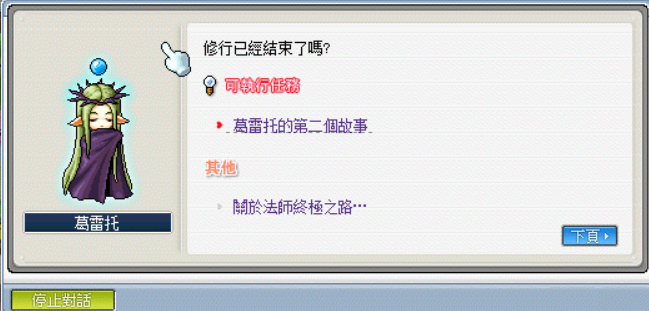 修行已經結束了嗎?
可執行任務
葛雷托的第二個故事
其他
關於法師終極之路…
葛雷托
下頁
停止對話